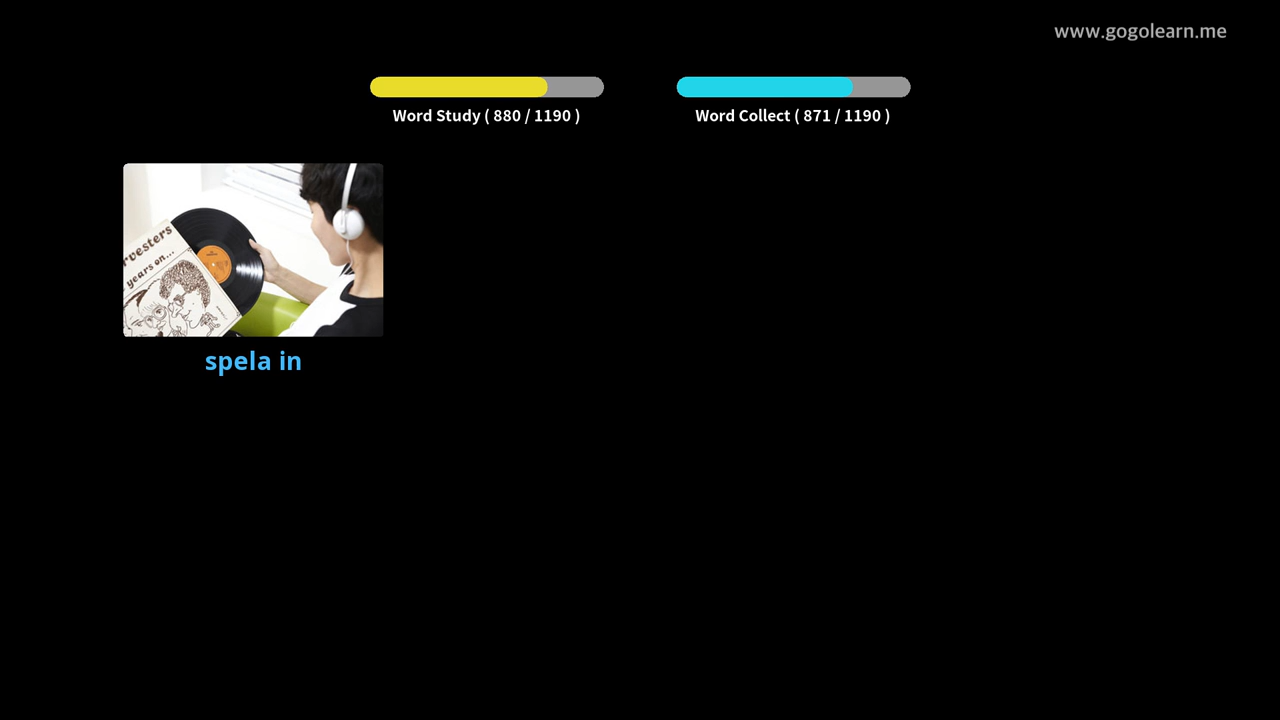 www.gogolearn.me
Word Study ( 880 / 1190 )
Word Collect ( 871 / 1190 )
years on...
spela in